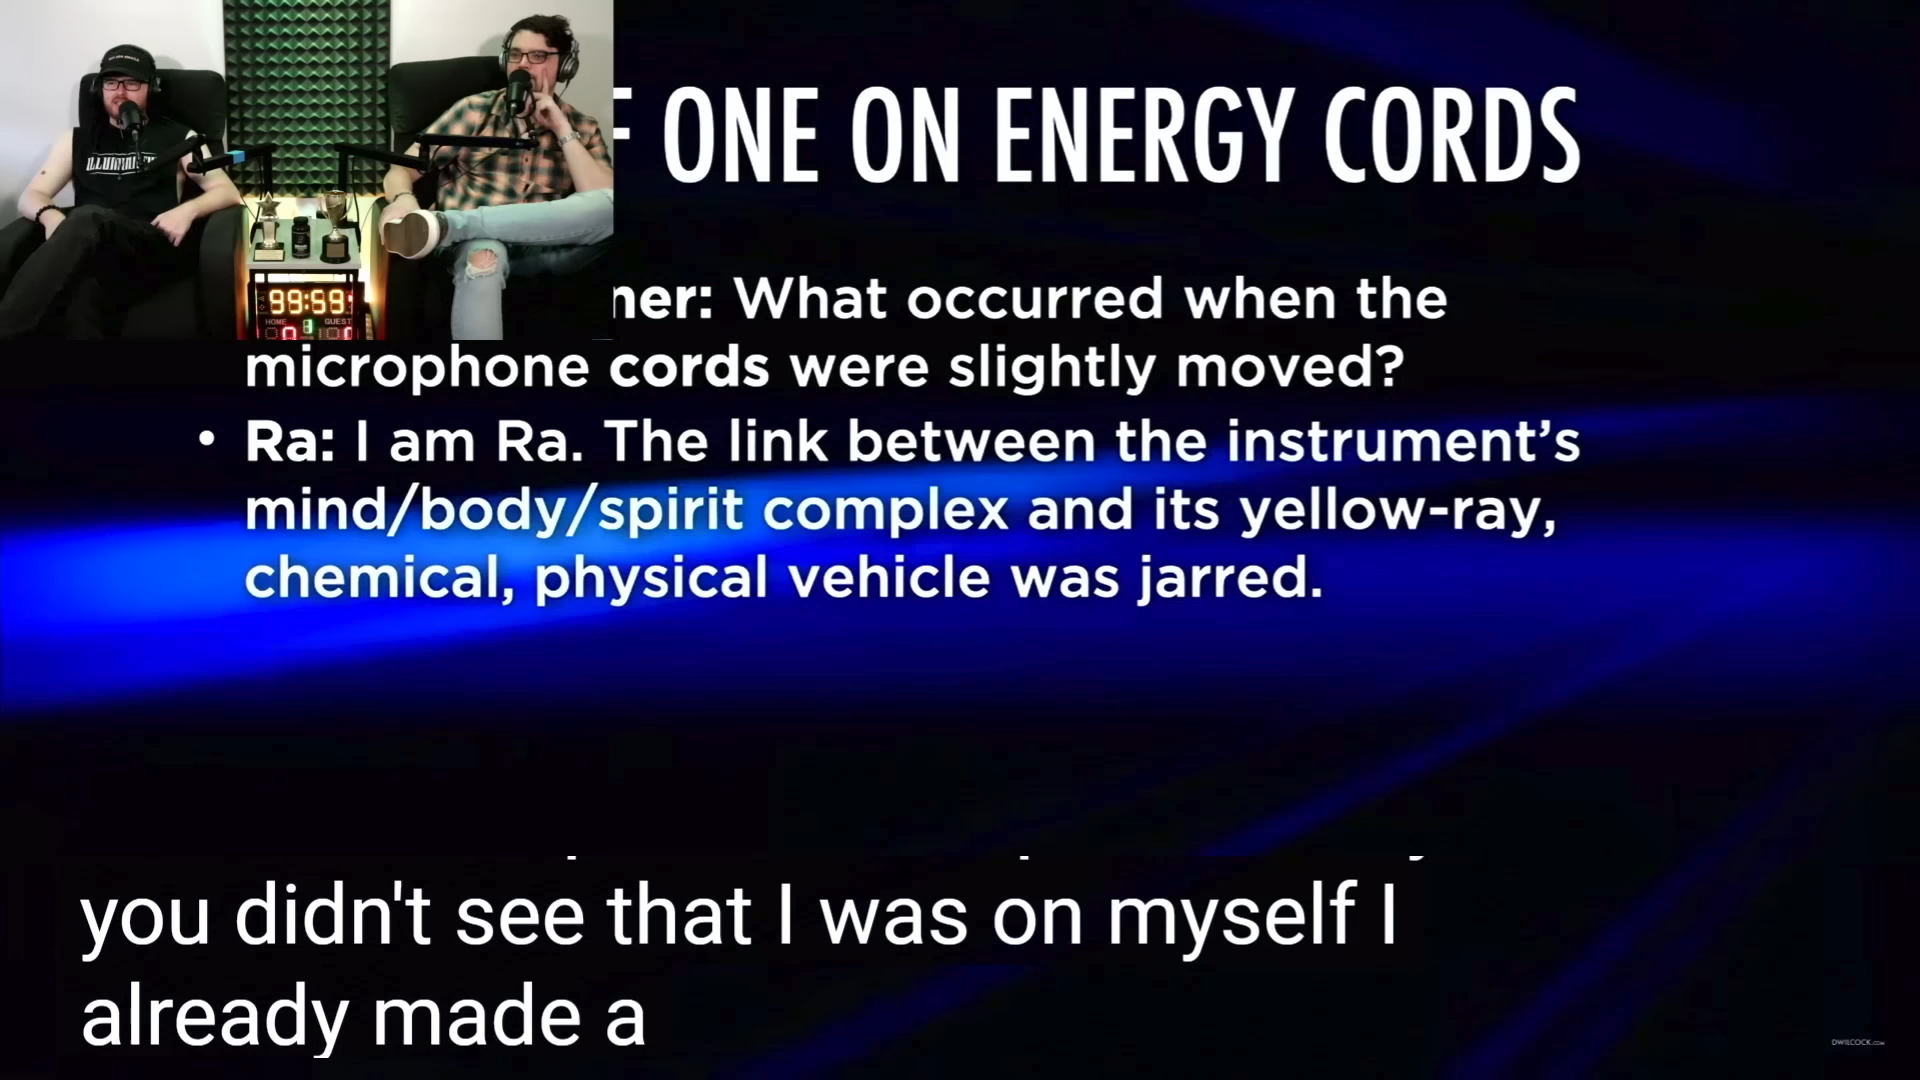 F ONE ON ENERGY CORDS
ner: What occurred when the
microphone cords were slightly moved?
• Ra: I am Ra. The link between the instrument’s
mind/body/spirit complex and its yellow-ray,
chemical, physical vehicle was jarred.
99:59
HOME
GUEST
you didn't see that I was on myself I
already made a
DWILCOCK.COM